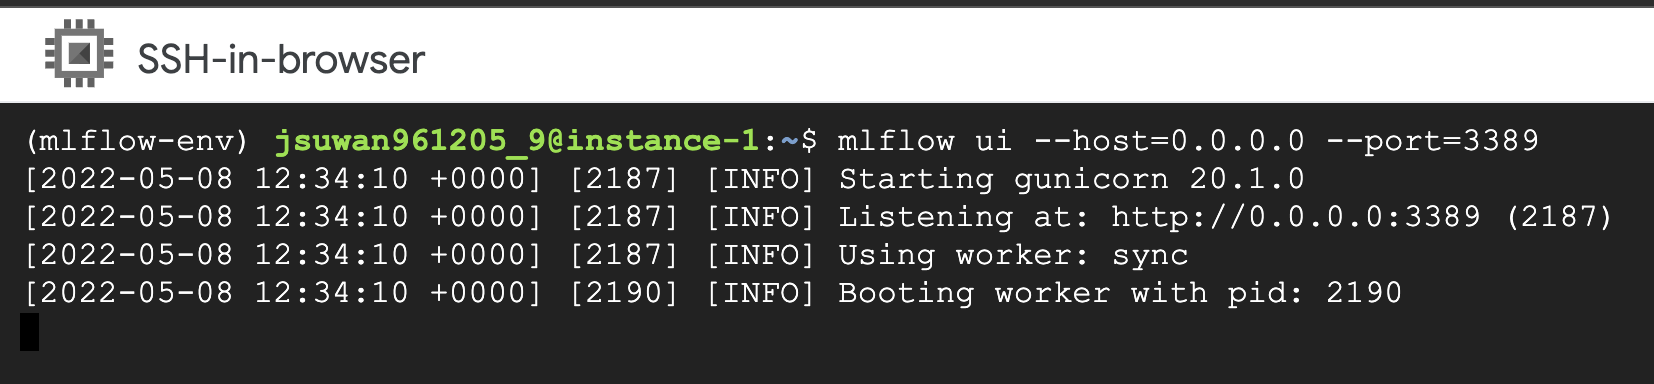 SSH-in-browser
(mlflow-env) jsuwan961205_9@instance-1:~$ mlflow ui --host=0.0.0.0 --port=3389
[2022-05-08 12:34:10 +0000] [2187] [INFO] Starting gunicorn 20.1.0
[2022-05-08 12:34:10 +0000] [2187] [INFO] Listening at: http://0.0.0.0:3389 (2187)
[2022-05-08 12:34:10 +0000] [2187] [INFO] Using worker: sync
[2022-05-08 12:34:10 +0000] [2190] [INFO] Booting worker with pid: 2190